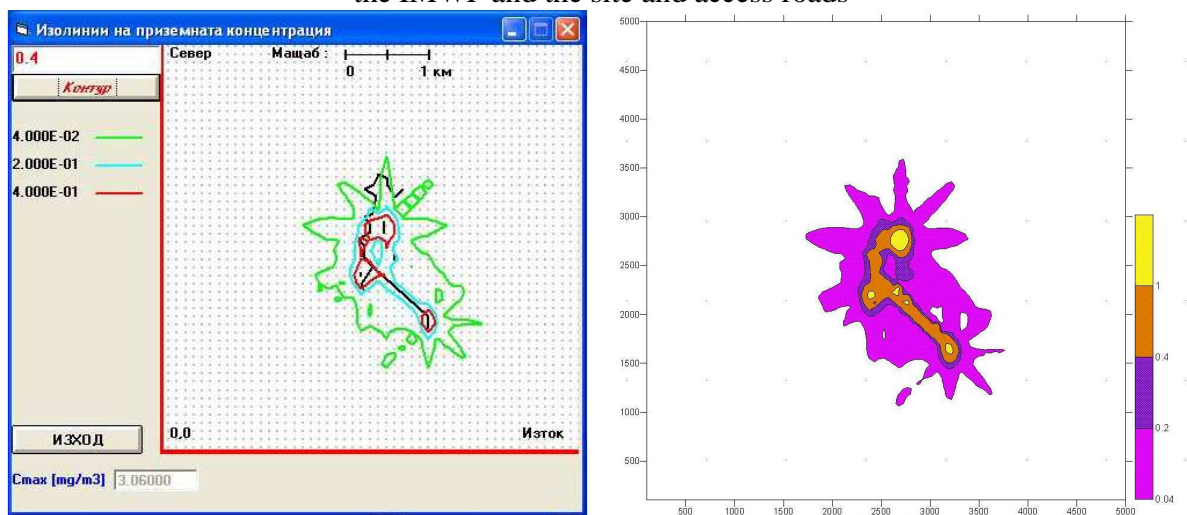 the IMWP and the site and access roads
Изолинии на приземната концентрация
0.4
Контур
4.000E-02
2.000E-01
4.000E-01
Север
Мащаб :
0 1 км
0,0
Изток
ИЗХОД
Cmax [mg/m3] 3.06000
5000
4500
4000
3500
3000
2500
2000
1500
1000
500
500 1000 1500 2000 2500 3000 3500 4000 4500 5000
1
0.4
0.2
0.04